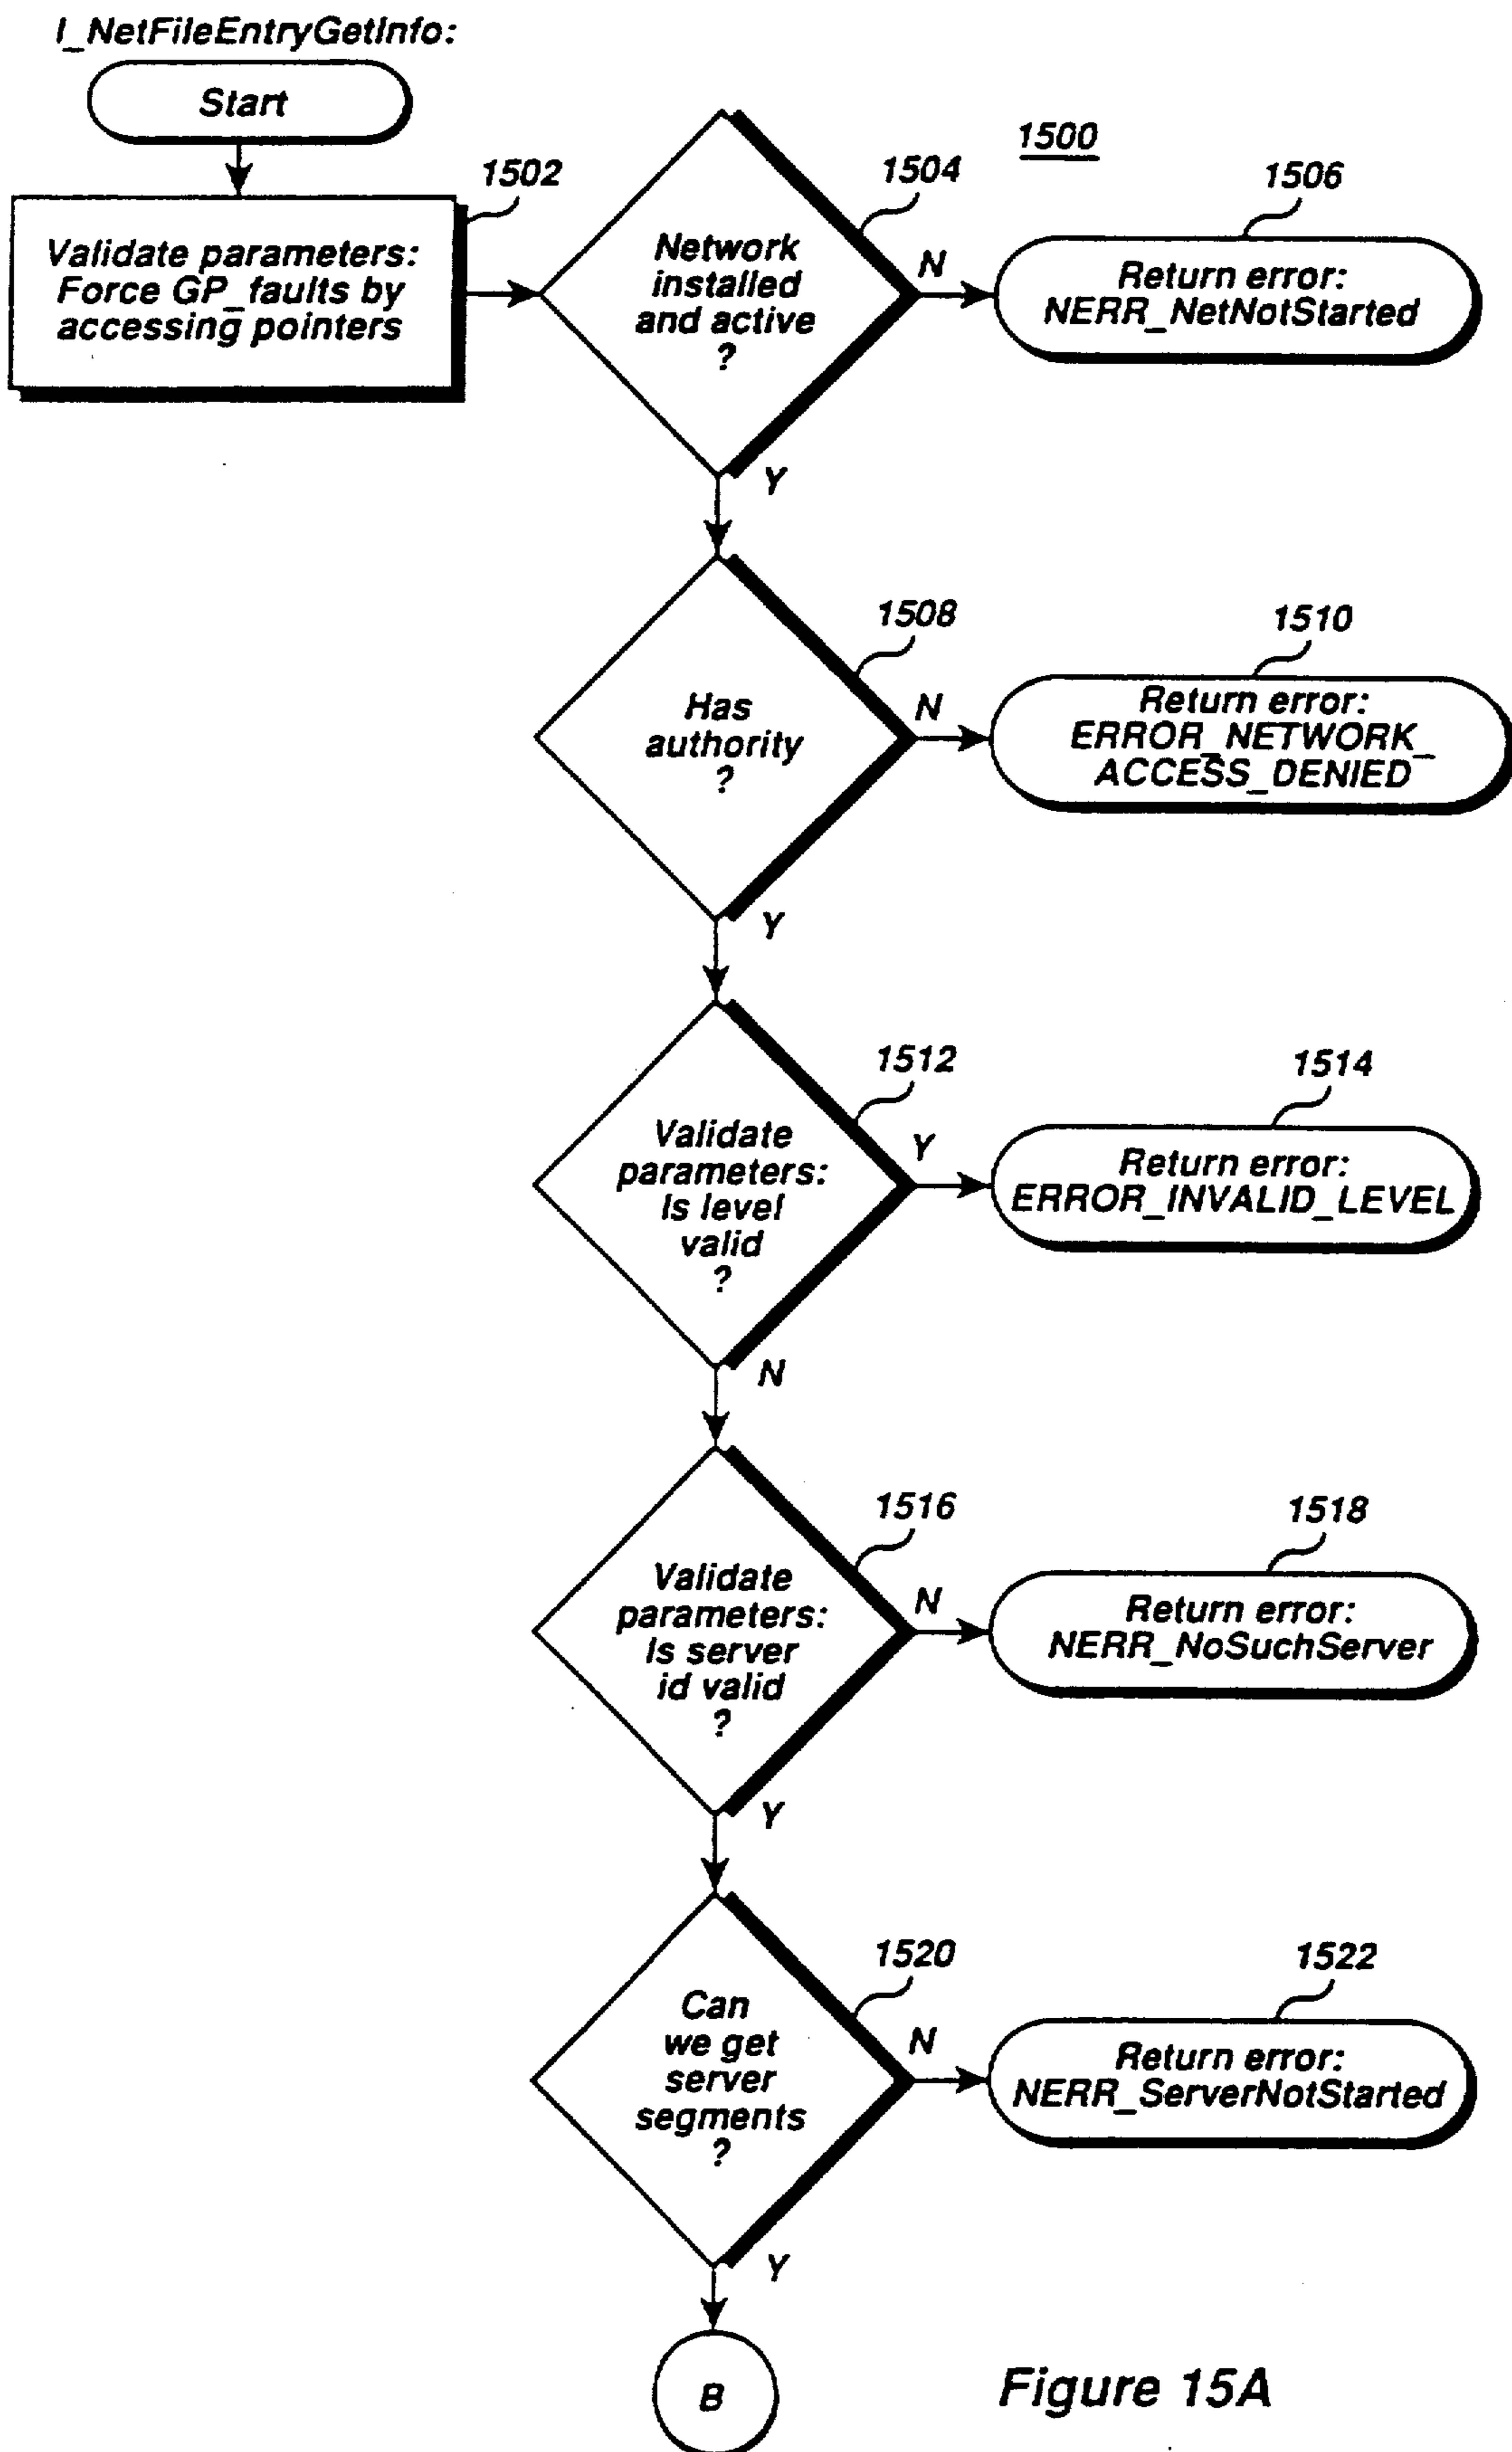 I_NetFileEntryGetInfo:
Start
1500
1502
Validate parameters:
Force GP_faults by
accessing pointers
1504
Network
installed
and active
?
N
Y
1506
Return error:
NERR_NetNotStarted
1508
Has
authority
?
N
Y
1510
Return error:
ERROR_NETWORK_
ACCESS_DENIED
1512
Validate
parameters:
Is level
valid
?
Y
N
1514
Return error:
ERROR_INVALID_LEVEL
1516
Validate
parameters:
Is server
id valid
?
N
Y
1518
Return error:
NERR_NoSuchServer
1520
Can
we get
server
segments
?
N
Y
1522
Return error:
NERR_ServerNotStarted
B
Figure 15A